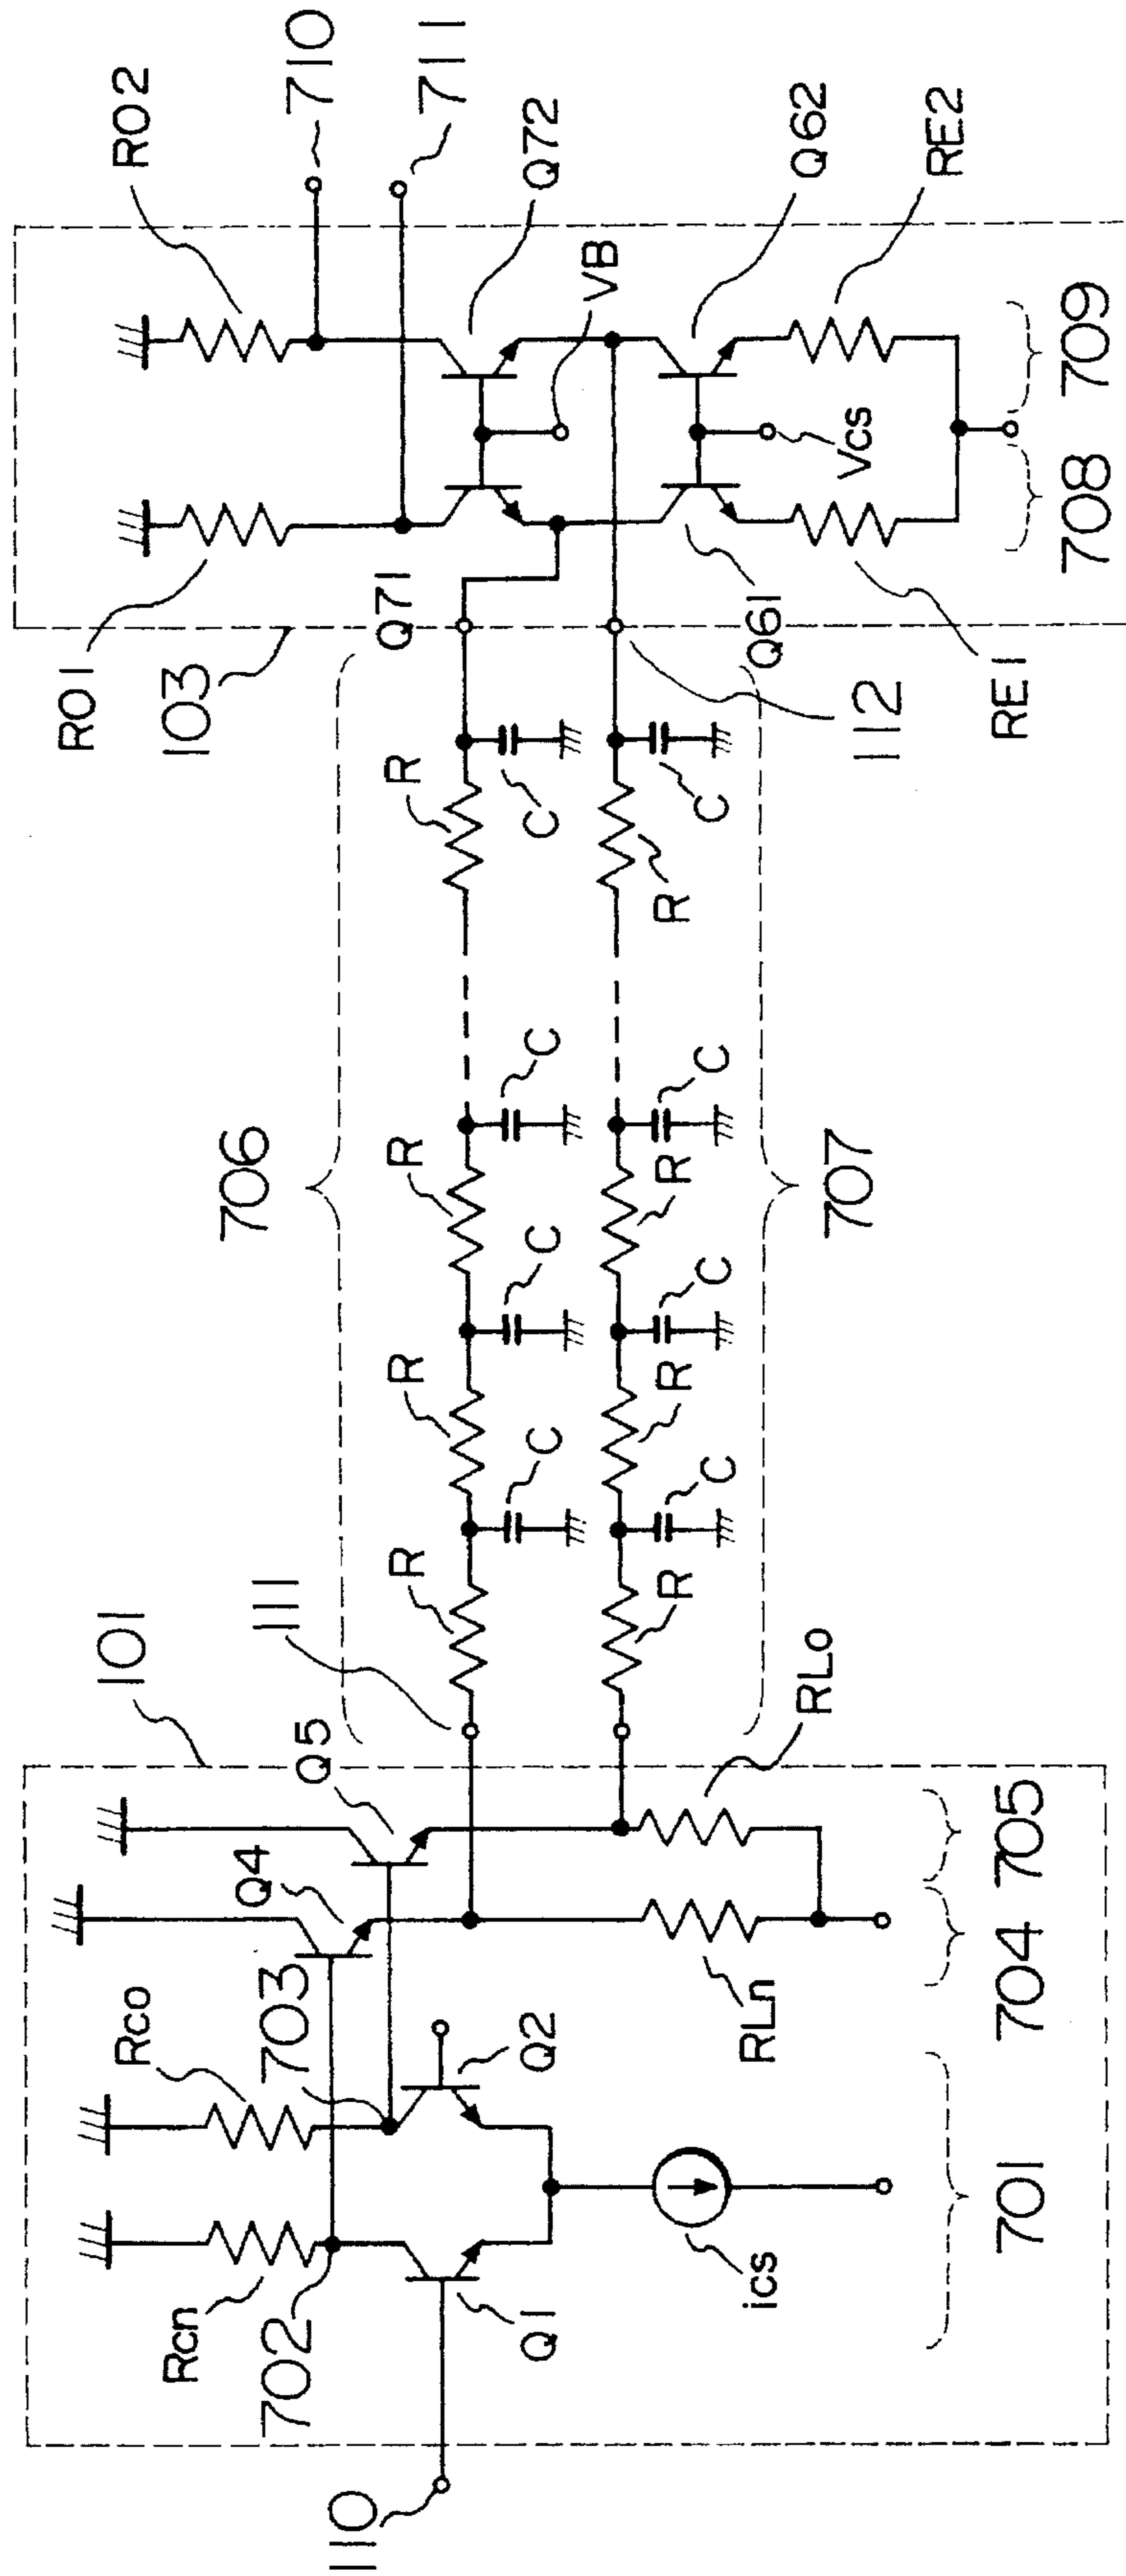 110
101
Rcn
702
Q1
Rco
703
Q2
ics
701
Q4
Q5
RLn
RLo
704
705
111
706
R
R
R
R
C
C
C
C
R
R
R
R
C
C
C
C
707
112
103
RO1
RO2
710
711
Q71
Q72
VB
Q61
Q62
Vcs
RE1
RE2
708
709